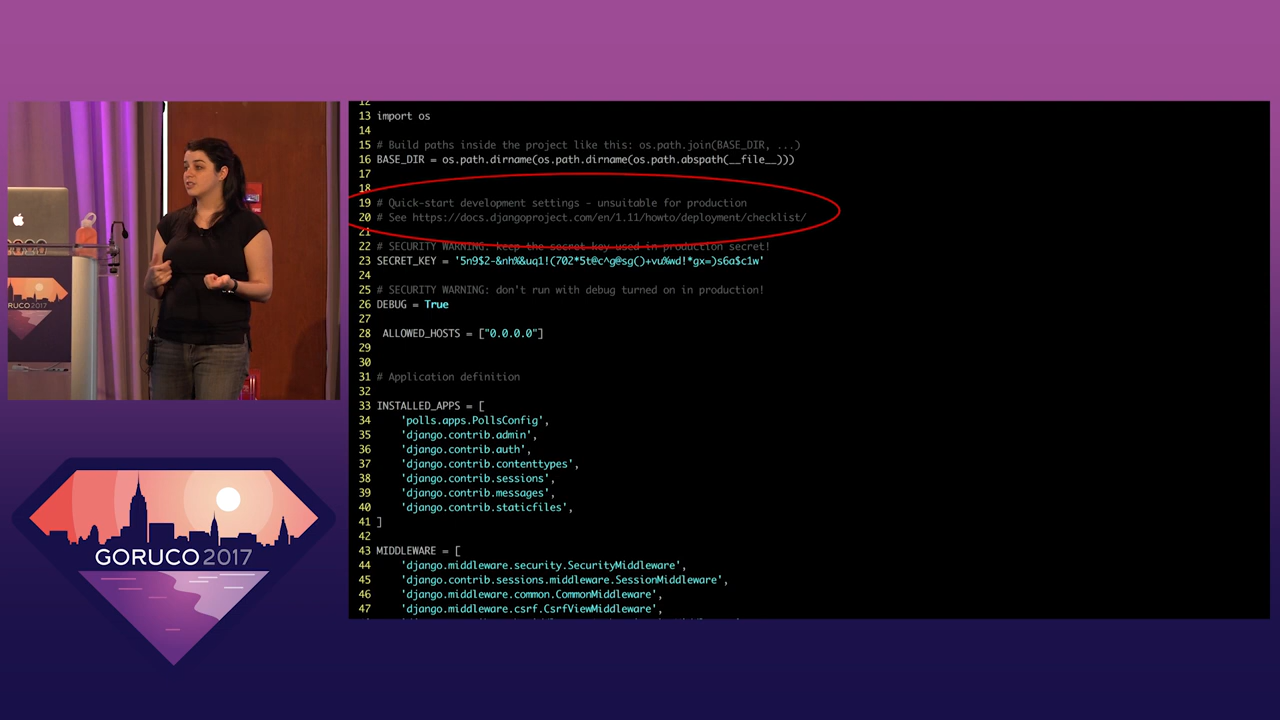 12
13 import os
14
15 # Build paths inside the project like this: os.path.join(BASE_DIR, ...)
16 BASE_DIR = os.path.dirname(os.path.dirname(os.path.abspath(__file__)))
17
18
19 # Quick-start development settings - unsuitable for production
20 # See https://docs.djangoproject.com/en/1.11/howto/deployment/checklist/
21
22 # SECURITY WARNING: keep the secret key used in production secret!
23 SECRET_KEY = '5n9$2-&nh%&uq1!(702*5t@c^g@sg()+vu%wd!*gx=)s6a$c1w'
24
25 # SECURITY WARNING: don't run with debug turned on in production!
26 DEBUG = True
27
28 ALLOWED_HOSTS = ["0.0.0.0"]
29
30
31 # Application definition
32
33 INSTALLED_APPS = [
34 'polls.apps.PollsConfig',
35 'django.contrib.admin',
36 'django.contrib.auth',
37 'django.contrib.contenttypes',
38 'django.contrib.sessions',
39 'django.contrib.messages',
40 'django.contrib.staticfiles',
41 ]
42
43 MIDDLEWARE = [
44 'django.middleware.security.SecurityMiddleware',
45 'django.contrib.sessions.middleware.SessionMiddleware',
46 'django.middleware.common.CommonMiddleware',
47 'django.middleware.csrf.CsrfViewMiddleware',
GORUCO 2017
GORUCO 2017